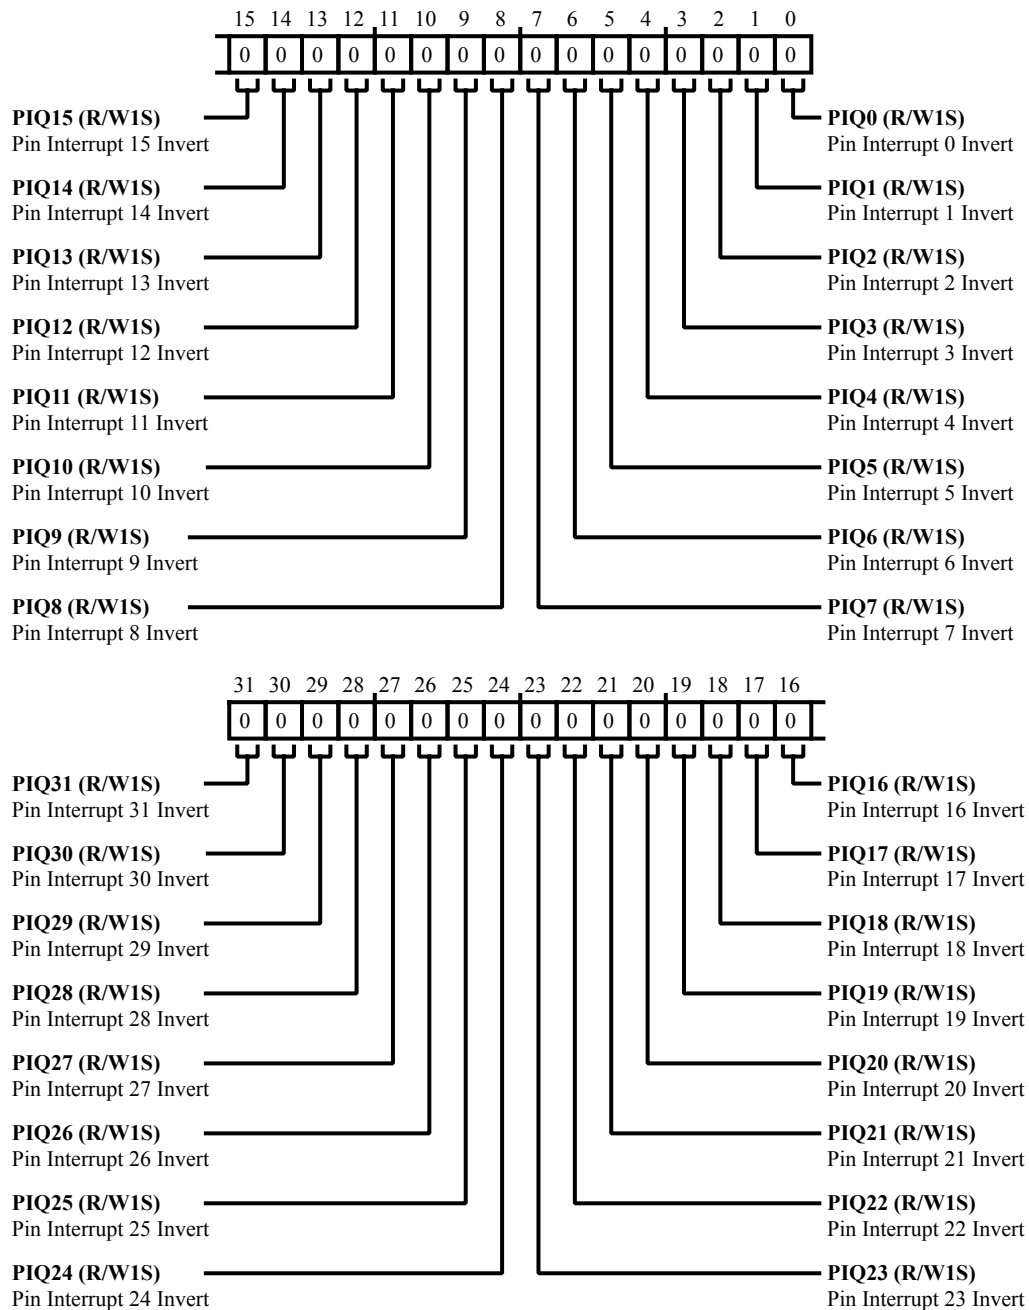 15 14 13 12 11 10 9 8 7 6 5 4 3 2 1 0
0 0 0 0 0 0 0 0 0 0 0 0 0 0 0 0
PIQ15 (R/W1S)
Pin Interrupt 15 Invert
PIQ14 (R/W1S)
Pin Interrupt 14 Invert
PIQ13 (R/W1S)
Pin Interrupt 13 Invert
PIQ12 (R/W1S)
Pin Interrupt 12 Invert
PIQ11 (R/W1S)
Pin Interrupt 11 Invert
PIQ10 (R/W1S)
Pin Interrupt 10 Invert
PIQ9 (R/W1S)
Pin Interrupt 9 Invert
PIQ8 (R/W1S)
Pin Interrupt 8 Invert
PIQ0 (R/W1S)
Pin Interrupt 0 Invert
PIQ1 (R/W1S)
Pin Interrupt 1 Invert
PIQ2 (R/W1S)
Pin Interrupt 2 Invert
PIQ3 (R/W1S)
Pin Interrupt 3 Invert
PIQ4 (R/W1S)
Pin Interrupt 4 Invert
PIQ5 (R/W1S)
Pin Interrupt 5 Invert
PIQ6 (R/W1S)
Pin Interrupt 6 Invert
PIQ7 (R/W1S)
Pin Interrupt 7 Invert
31 30 29 28 27 26 25 24 23 22 21 20 19 18 17 16
0 0 0 0 0 0 0 0 0 0 0 0 0 0 0 0
PIQ31 (R/W1S)
Pin Interrupt 31 Invert
PIQ30 (R/W1S)
Pin Interrupt 30 Invert
PIQ29 (R/W1S)
Pin Interrupt 29 Invert
PIQ28 (R/W1S)
Pin Interrupt 28 Invert
PIQ27 (R/W1S)
Pin Interrupt 27 Invert
PIQ26 (R/W1S)
Pin Interrupt 26 Invert
PIQ25 (R/W1S)
Pin Interrupt 25 Invert
PIQ24 (R/W1S)
Pin Interrupt 24 Invert
PIQ16 (R/W1S)
Pin Interrupt 16 Invert
PIQ17 (R/W1S)
Pin Interrupt 17 Invert
PIQ18 (R/W1S)
Pin Interrupt 18 Invert
PIQ19 (R/W1S)
Pin Interrupt 19 Invert
PIQ20 (R/W1S)
Pin Interrupt 20 Invert
PIQ21 (R/W1S)
Pin Interrupt 21 Invert
PIQ22 (R/W1S)
Pin Interrupt 22 Invert
PIQ23 (R/W1S)
Pin Interrupt 23 Invert